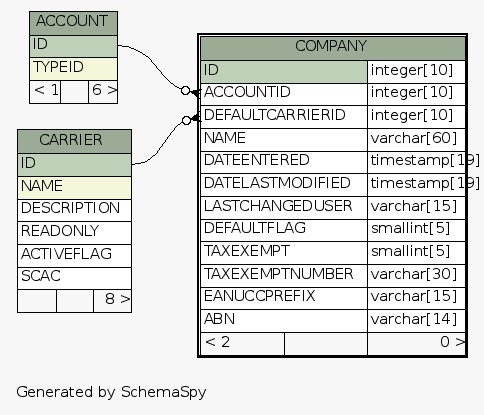 ACCOUNT
ID
TYPEID
< 1 6 >
CARRIER
ID
NAME
DESCRIPTION
READONLY
ACTIVEFLAG
SCAC
8 >
COMPANY
ID integer[10]
ACCOUNTID integer[10]
DEFAULTCARRIERID integer[10]
NAME varchar[60]
DATEENTERED timestamp[19]
DATELASTMODIFIED timestamp[19]
LASTCHANGEDUSER varchar[15]
DEFAULTFLAG smallint[5]
TAXEXEMPT smallint[5]
TAXEXEMPTNUMBER varchar[30]
EANUCCPREFIX varchar[15]
ABN varchar[14]
< 2 0 >
Generated by SchemaSpy